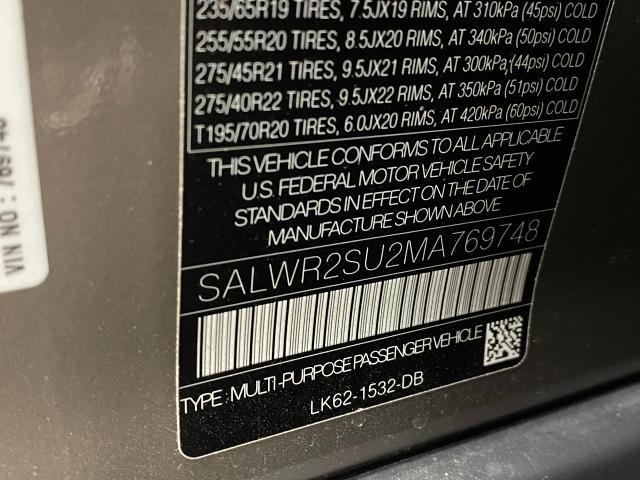 235/65R19 TIRES, 7.5JX19 RIMS, AT 310kPa (45psi) COLD
255/55R20 TIRES, 8.5JX20 RIMS, AT 340kPa (50psi) COLD
275/45R21 TIRES, 9.5JX21 RIMS, AT 300kPa (44psi) COLD
275/40R22 TIRES, 9.5JX22 RIMS, AT 350kPa (51psi) COLD
T195/70R20 TIRES, 6.0JX20 RIMS, AT 420kPa (60psi) COLD
THIS VEHICLE CONFORMS TO ALL APPLICABLE
U.S. FEDERAL MOTOR VEHICLE SAFETY
STANDARDS IN EFFECT ON THE DATE OF
MANUFACTURE SHOWN ABOVE.
SALWR2SU2MA769748
TYPE : MULTI-PURPOSE PASSENGER VEHICLE
LK62-1532-DB
VIN NO : /